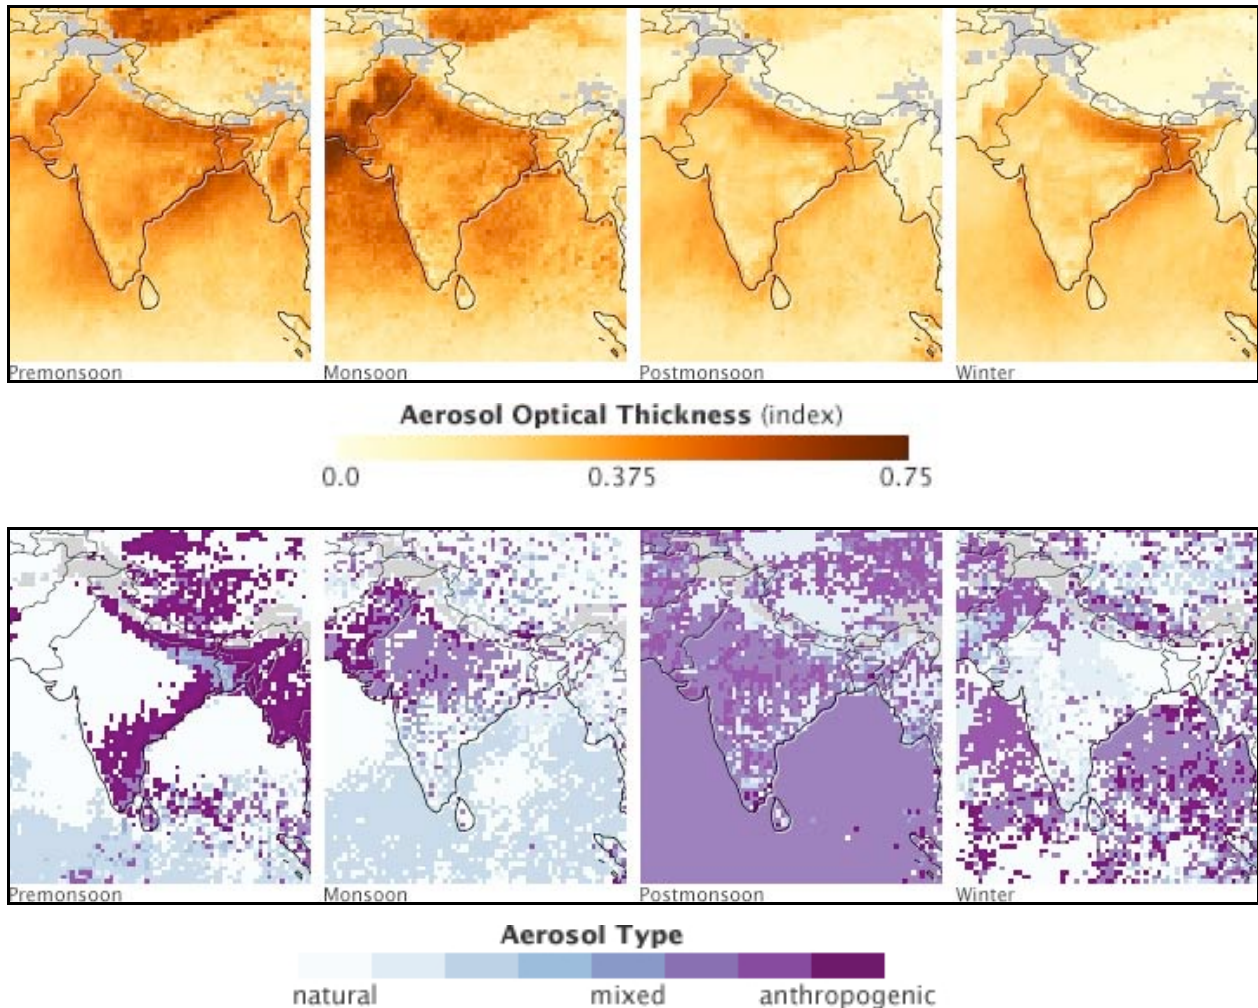 Premonsoon Monsoon Postmonsoon Winter
Aerosol Optical Thickness (index)
0.0 0.375 0.75
Premonsoon Monsoon Postmonsoon Winter
Aerosol Type
natural mixed anthropogenic